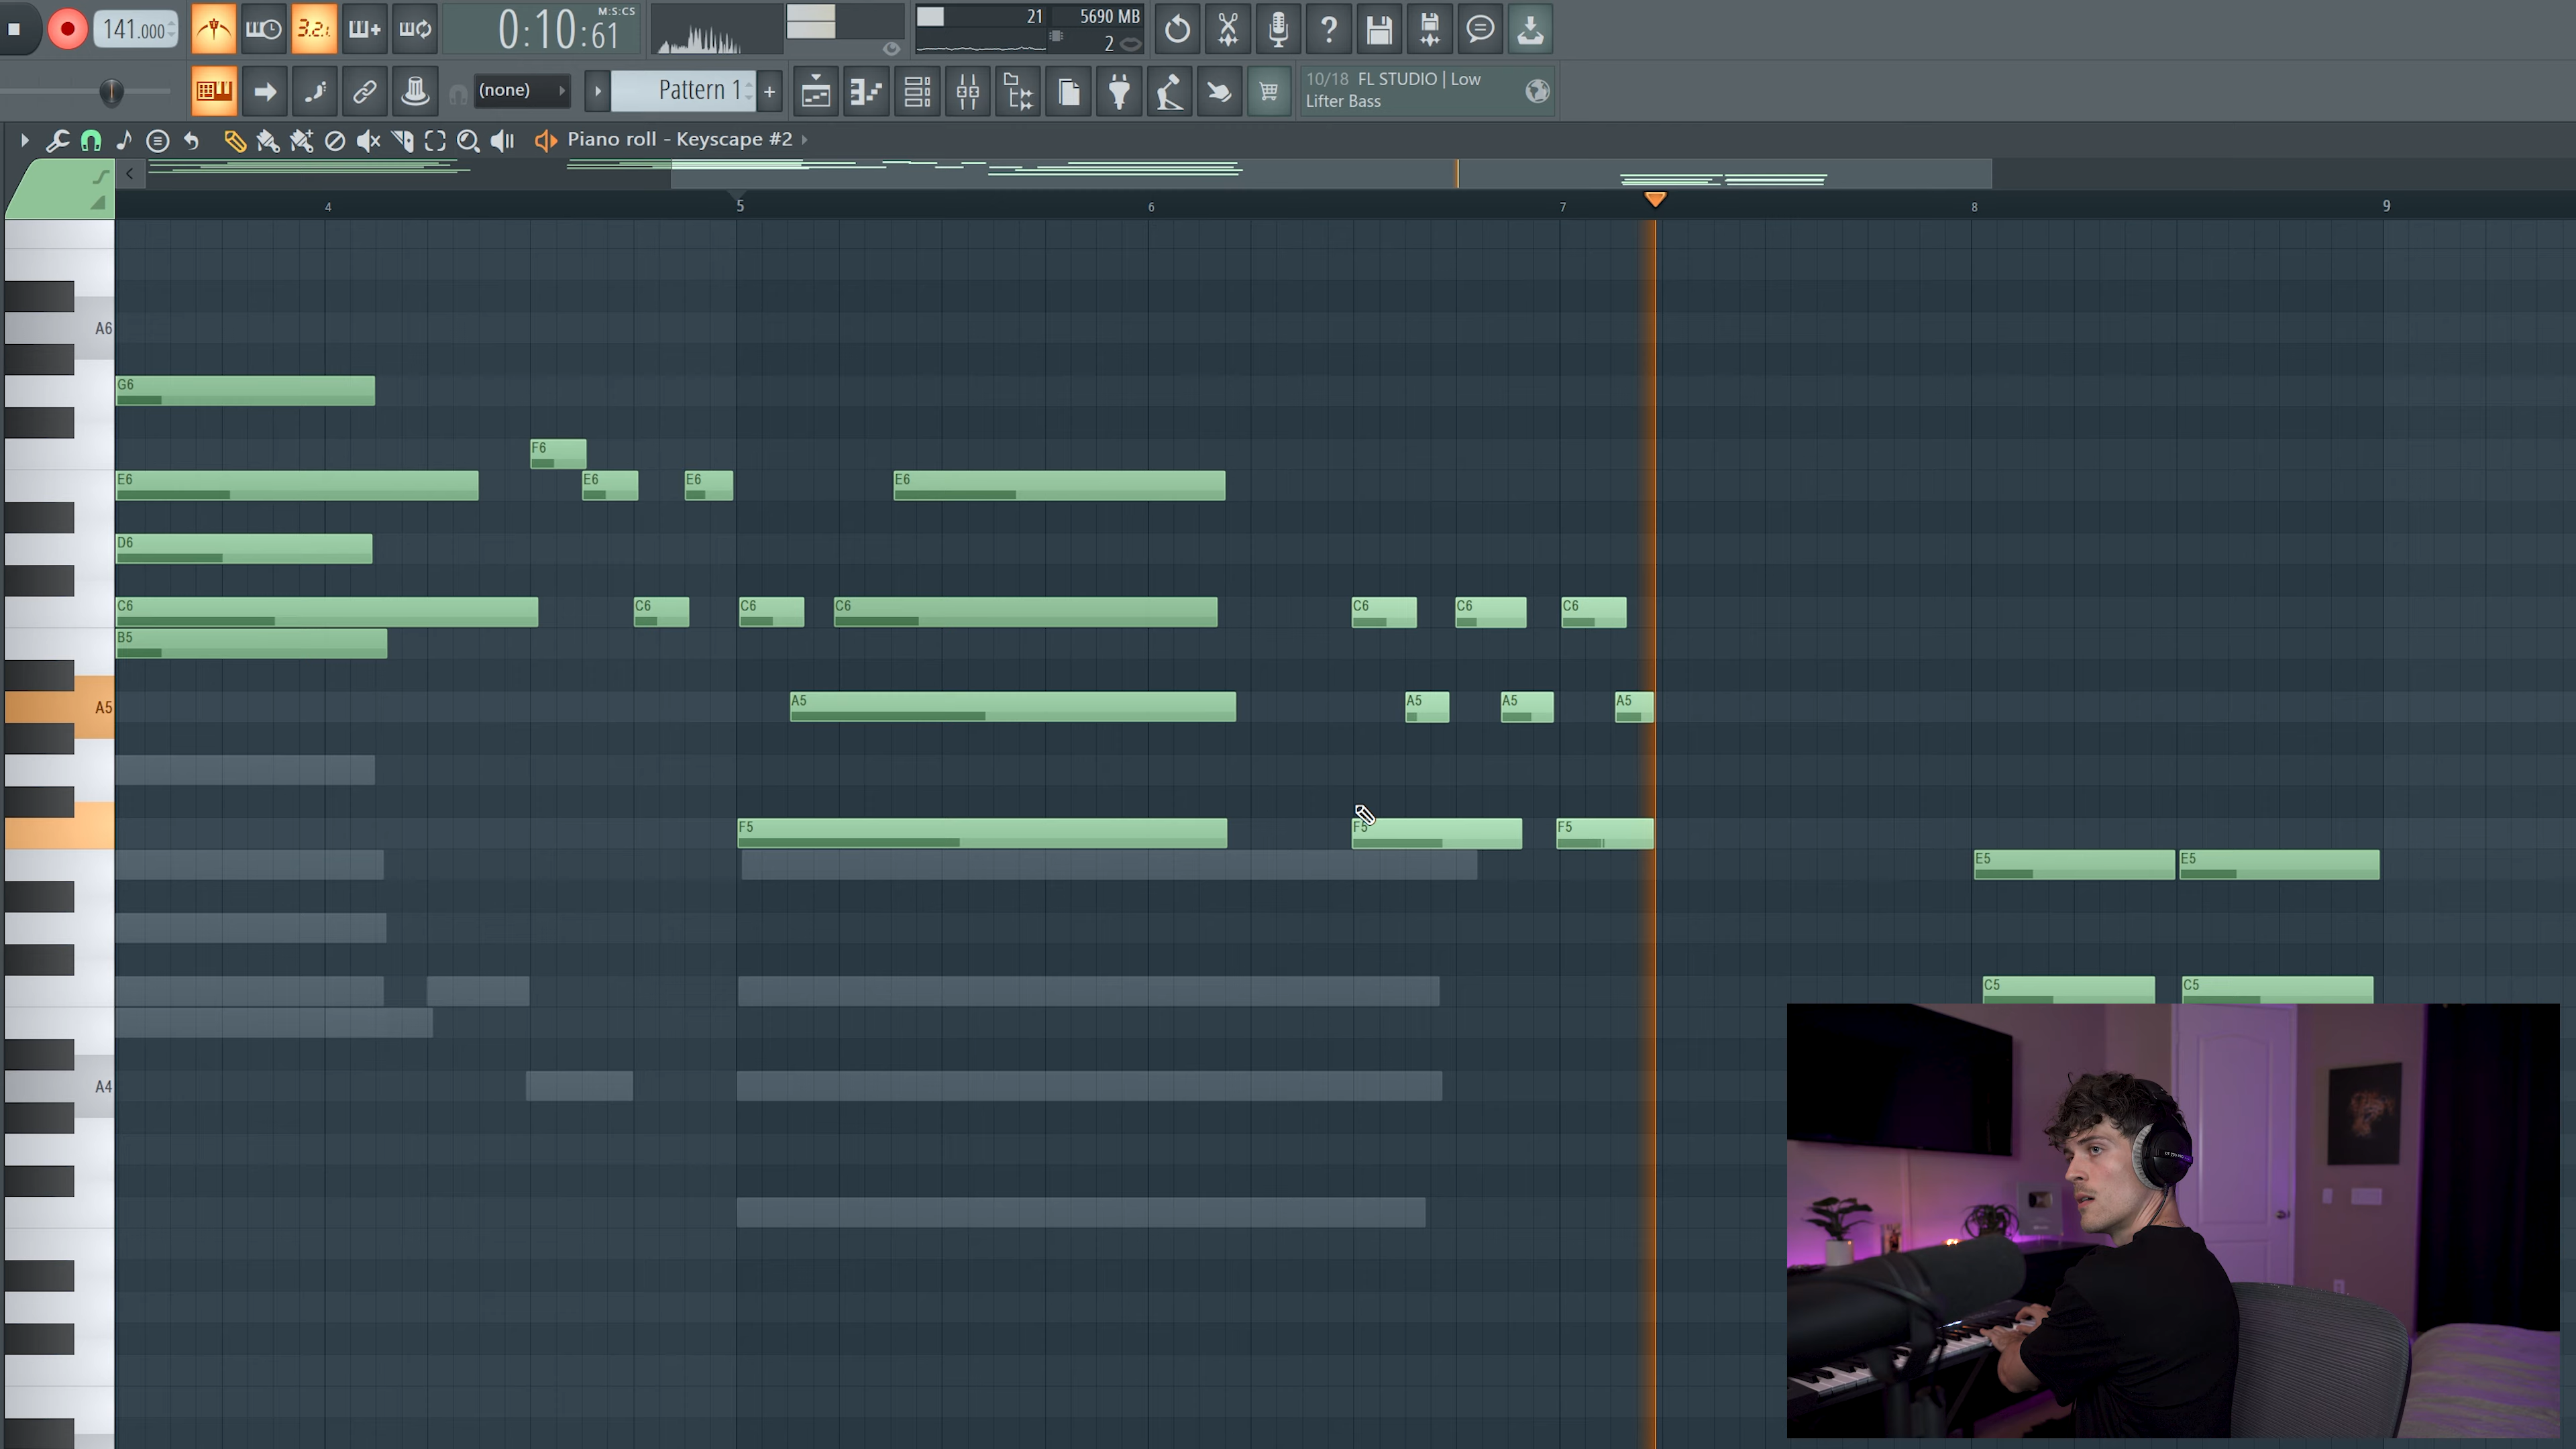 141.000
3.2.
0:10:61
M:S:CS
21
5690 MB
2
?
(none)
Pattern 1
+
10/18 FL STUDIO | Low
Lifter Bass
Piano roll - Keyscape #2
4
5
6
7
8
9
A6
G6
F6
E6
E6
E6
E6
D6
C6
C6
C6
C6
C6
C6
C6
B5
A5
A5
A5
A5
A5
F5
F5
F5
E5
E5
C5
C5
A4